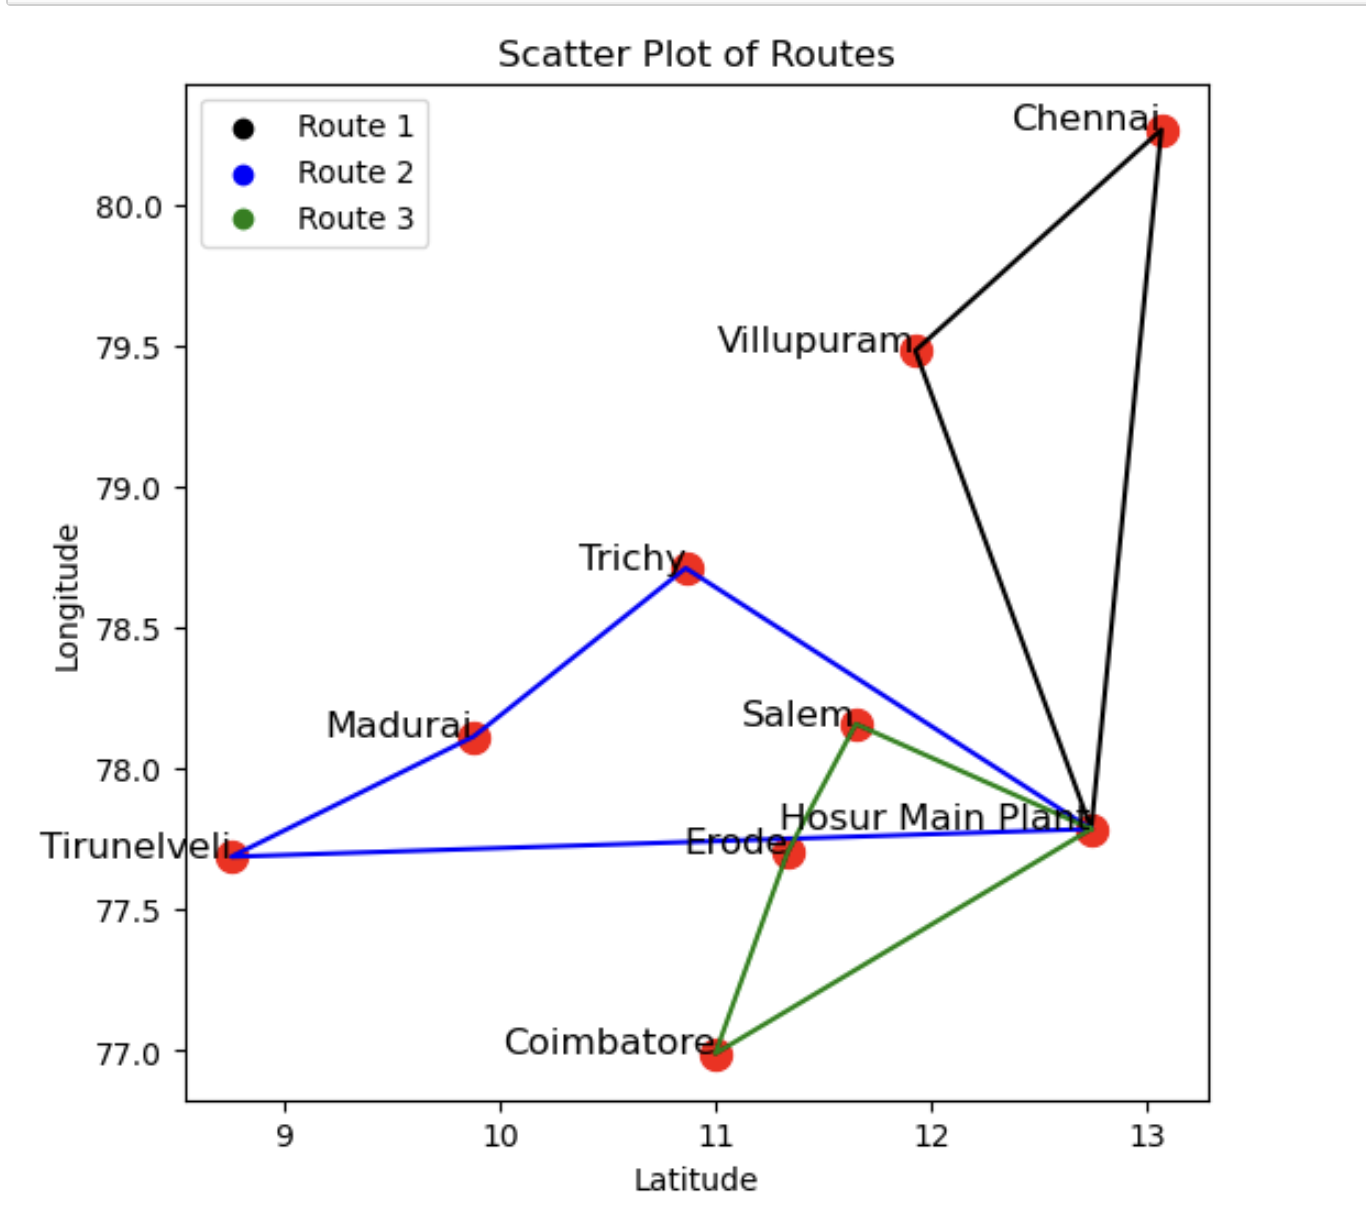 Scatter Plot of Routes
Route 1
Route 2
Route 3
Chennai
Villupuram
Trichy
Salem
Madurai
Hosur Main Plant
Erode
Tirunelveli
Coimbatore
80.0
79.5
79.0
78.5
78.0
77.5
77.0
Longitude
9 10 11 12 13
Latitude